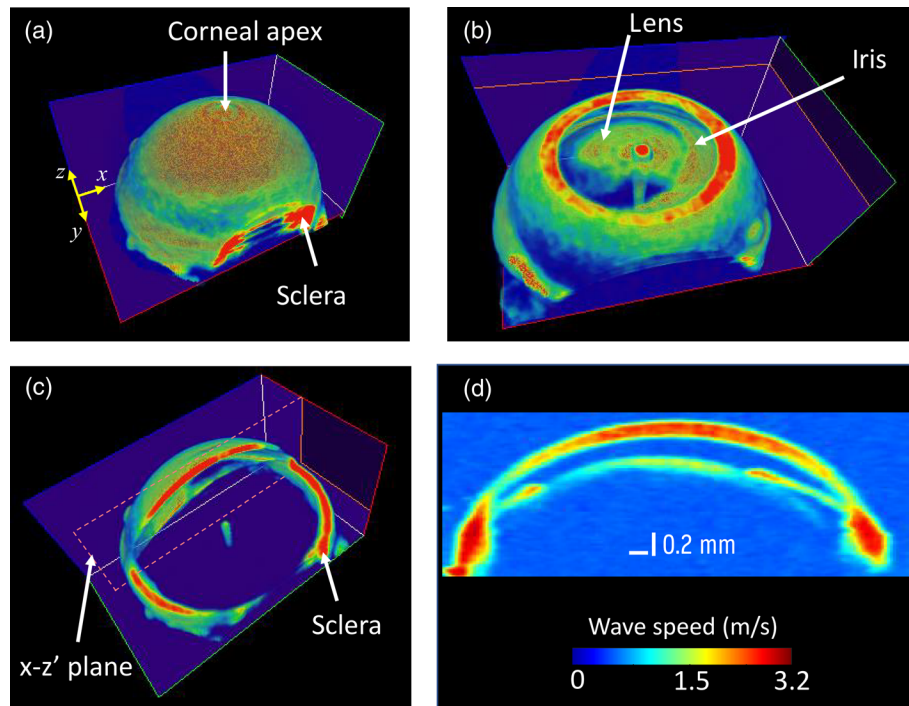 (a)
Corneal apex
z
x
y
Sclera
(b)
Lens
Iris
(c)
Sclera
x-z’ plane
(d)
0.2 mm
Wave speed (m/s)
0 1.5 3.2